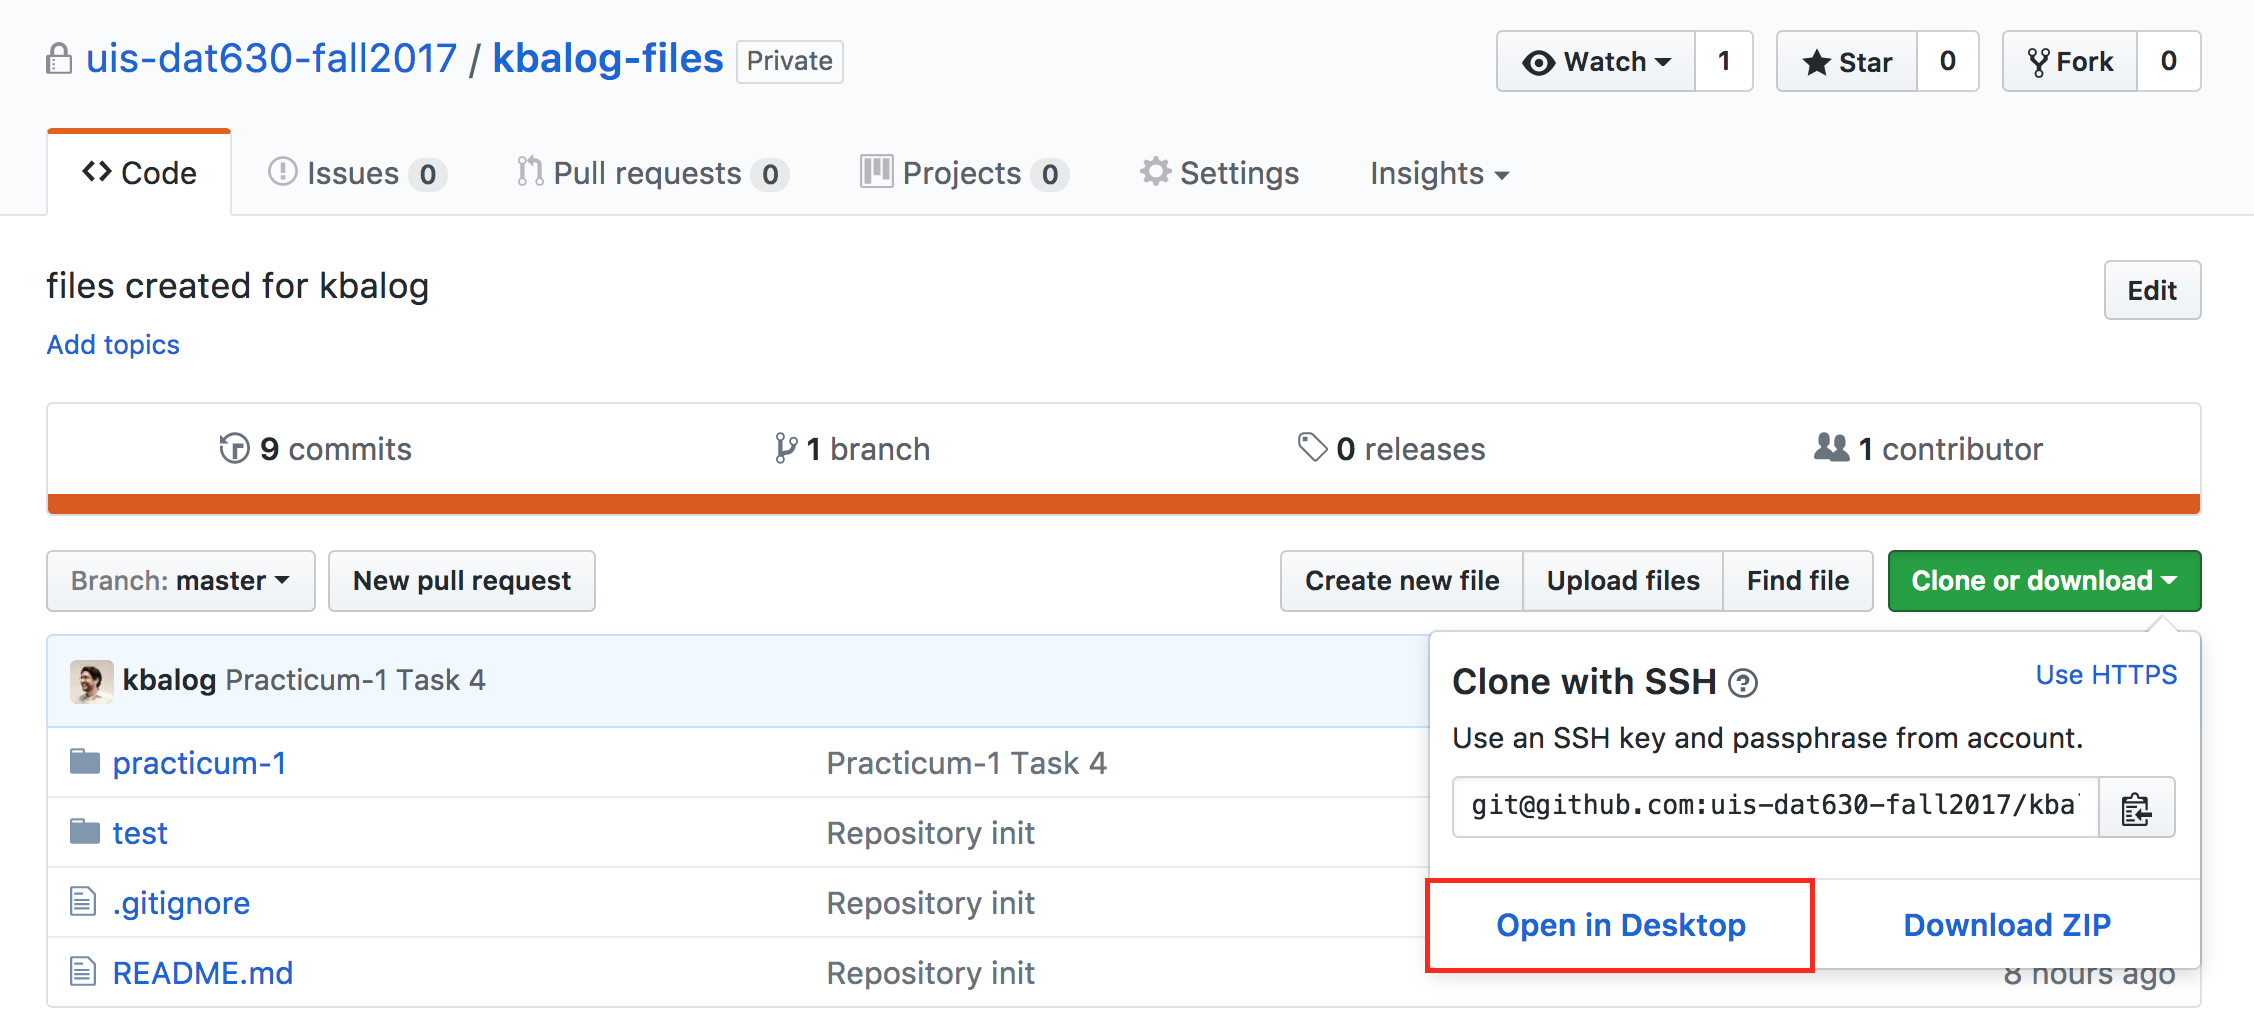 uis-dat630-fall2017 / kbalog-files Private Watch 1 Star 0 Fork 0
Code Issues 0 Pull requests 0 Projects 0 Settings Insights
files created for kbalog
Edit
Add topics
9 commits 1 branch 0 releases 1 contributor
Branch: master New pull request Create new file Upload files Find file Clone or download
kbalog Practicum-1 Task 4
Clone with SSH Use HTTPS
Use an SSH key and passphrase from account.
practicum-1 Practicum-1 Task 4
git@github.com:uis-dat630-fall2017/kba
test Repository init
.gitignore Repository init
Open in Desktop Download ZIP
README.md Repository init 8 hours ago